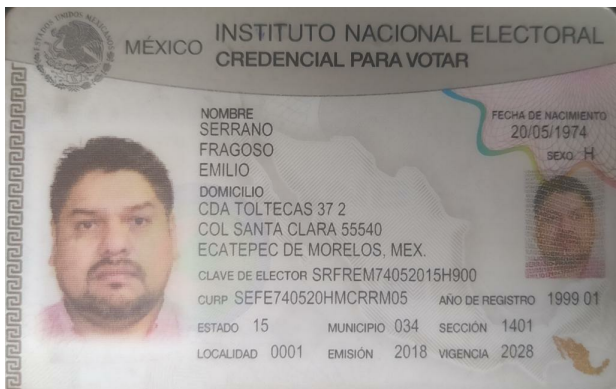 INSTITUTO NACIONAL ELECTORAL
MÉXICO CREDENCIAL PARA VOTAR
NOMBRE
SERRANO
FRAGOSO
EMILIO
FECHA DE NACIMIENTO
20/05/1974
SEXO H
DOMICILIO
CDA TOLTECAS 37 2
COL SANTA CLARA 55540
ECATEPEC DE MORELOS, MEX.
CLAVE DE ELECTOR SRFREM74052015H900
CURP SEFE740520HMCRRM05 AÑO DE REGISTRO 1999 01
ESTADO 15 MUNICIPIO 034 SECCIÓN 1401
LOCALIDAD 0001 EMISIÓN 2018 VIGENCIA 2028